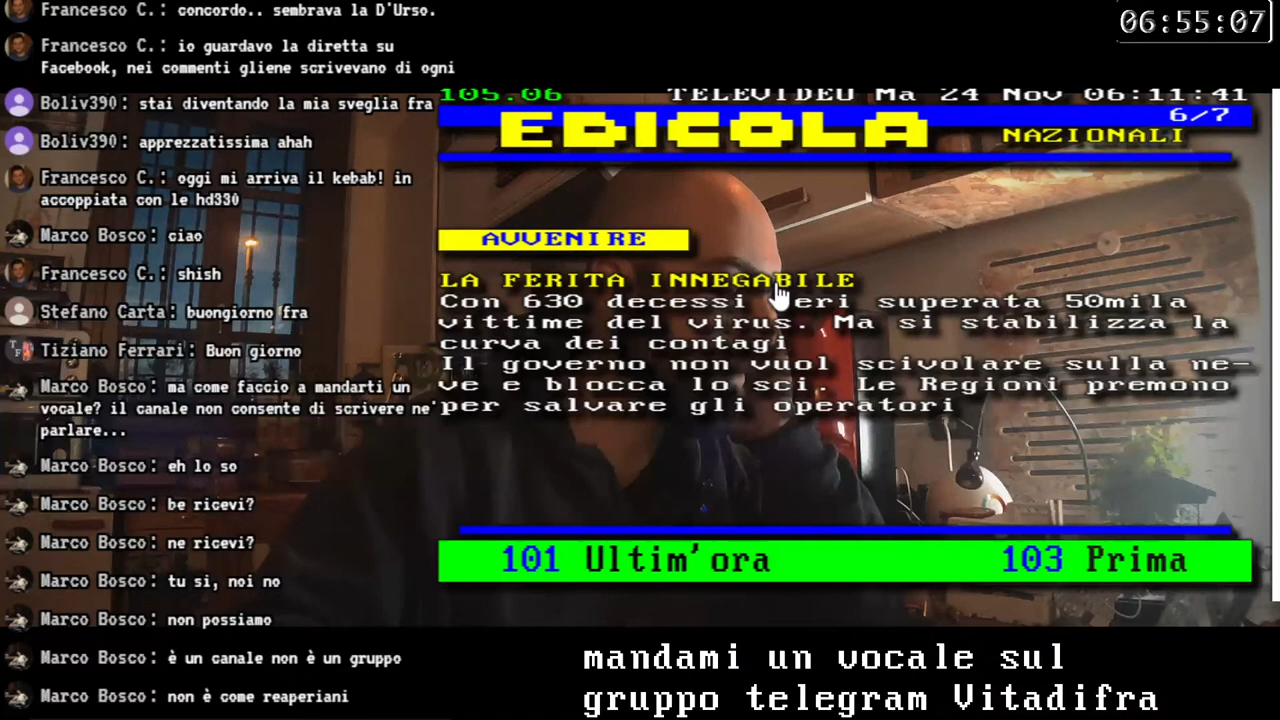 Francesco C.: concordo.. sembrava la D'Urso.
Francesco C.: io guardavo la diretta su
Facebook, nei commenti gliene scrivevano di ogni
Boliv390: stai diventando la mia sveglia fra
Boliv390: apprezzatissima ahah
Francesco C.: oggi mi arriva il kebab! in
accoppiata con le hd330
Marco Bosco: ciao
Francesco C.: shish
Stefano Carta: buongiorno fra
Tiziano Ferrari: Buon giorno
Marco Bosco: ma come faccio a mandarti un
vocale? il canale non consente di scrivere ne'
parlare...
Marco Bosco: eh lo so
Marco Bosco: be ricevi?
Marco Bosco: ne ricevi?
Marco Bosco: tu si, noi no
Marco Bosco: non possiamo
Marco Bosco: è un canale non è un gruppo
Marco Bosco: non è come reaperiani
06:55:07
105.06 TELEVIDEO Ma 24 Nov 06:11:41
6/7
EDICOLA NAZIONALI
AVVENIRE
LA FERITA INNEGABILE
Con 630 decessi ieri superata 50mila
vittime del virus. Ma si stabilizza la
curva dei contagi
Il governo non vuol scivolare sulla ne-
ve e blocca lo sci. Le Regioni premono
per salvare gli operatori
101 Ultim'ora 103 Prima
mandami un vocale sul
gruppo telegram Vitadifra